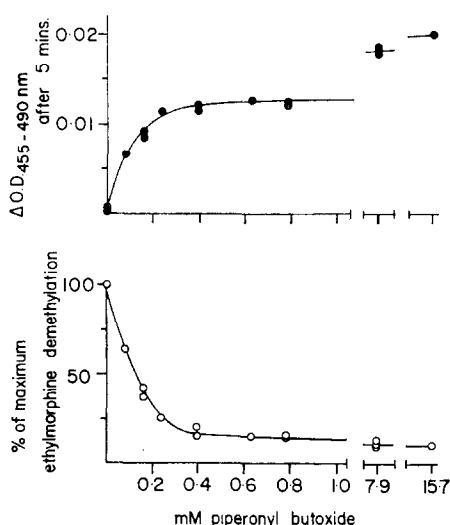 ΔO.D.455-490 nm
after 5 mins.
0·02
0·01
% of maximum
ethylmorphine demethylation
100
50
0·2 0·4 0·6 0·8 1·0 7·9 15·7
mM piperonyl butoxide